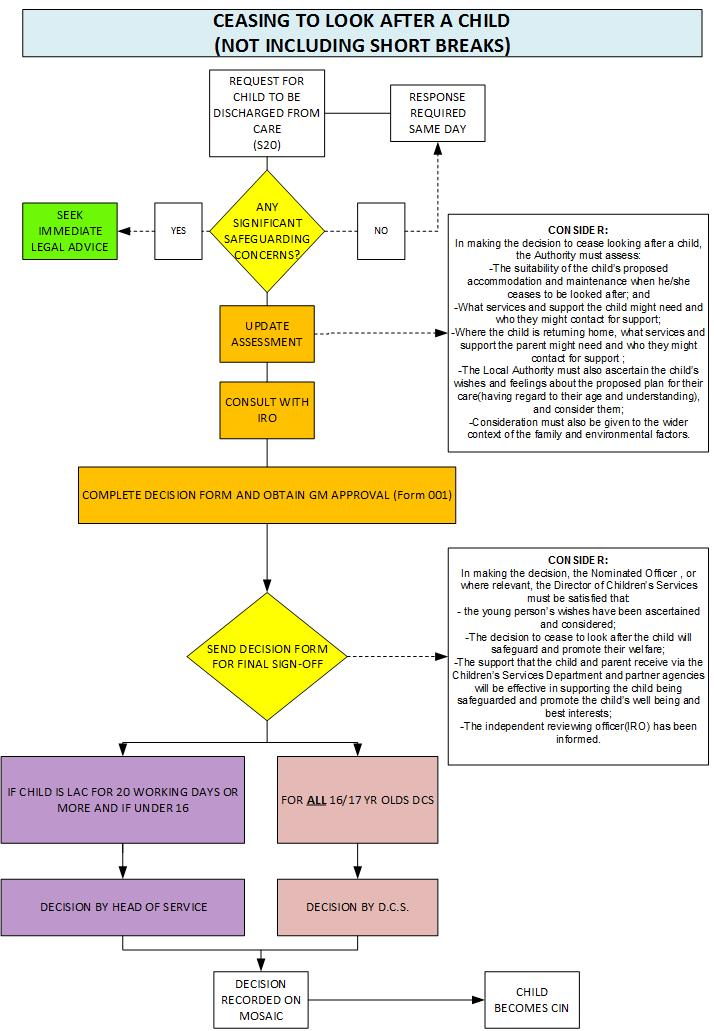 CEASING TO LOOK AFTER A CHILD
(NOT INCLUDING SHORT BREAKS)
REQUEST FOR
CHILD TO BE
DISCHARGED FROM
CARE
(S20)
RESPONSE
REQUIRED
SAME DAY
SEEK
IMMEDIATE
LEGAL ADVICE
YES
ANY
SIGNIFICANT
SAFEGUARDING
CONCERNS?
NO
CONSIDER:
In making the decision to cease looking after a child,
the Authority must assess:
-The suitability of the child's proposed
accommodation and maintenance when he/she
ceases to be looked after; and
-What services and support the child might need and
who they might contact for support;
-Where the child is returning home, what services and
support the parent might need and who they might
contact for support ;
-The Local Authority must also ascertain the child's
wishes and feelings about the proposed plan for their
care(having regard to their age and understanding),
and consider them;
-Consideration must also be given to the wider
context of the family and environmental factors.
UPDATE
ASSESSMENT
CONSULT WITH
IRO
COMPLETE DECISION FORM AND OBTAIN GM APPROVAL (Form 001)
CONSIDER:
In making the decision, the Nominated Officer , or
where relevant, the Director of Children's Services
must be satisfied that:
- the young person's wishes have been ascertained
and considered;
-The decision to cease to look after the child will
safeguard and promote their welfare;
-The support that the child and parent receive via the
Children's Services Department and partner agencies
will be effective in supporting the child being
safeguarded and promote the child's well being and
best interests;
-The independent reviewing officer(IRO) has been
informed.
SEND DECISION FORM
FOR FINAL SIGN-OFF
IF CHILD IS LAC FOR 20 WORKING DAYS OR
MORE AND IF UNDER 16
FOR ALL 16/17 YR OLDS DCS
DECISION BY HEAD OF SERVICE
DECISION BY D.C.S.
DECISION
RECORDED ON
MOSAIC
CHILD
BECOMES CIN